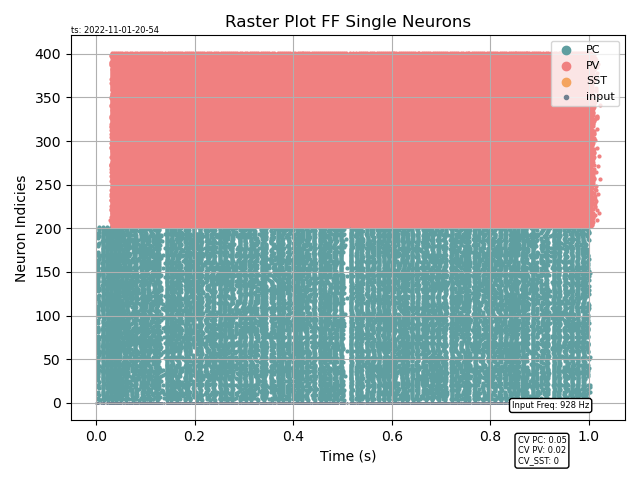 Raster Plot FF Single Neurons
ts: 2022-11-01-20-54
400
350
300
250
200
150
100
50
0
Neuron Indicies
PC
PV
SST
input
Input Freq: 928 Hz
0.0
0.2
0.4
0.6
0.8
1.0
Time (s)
CV PC: 0.05
CV PV: 0.02
CV_SST: 0